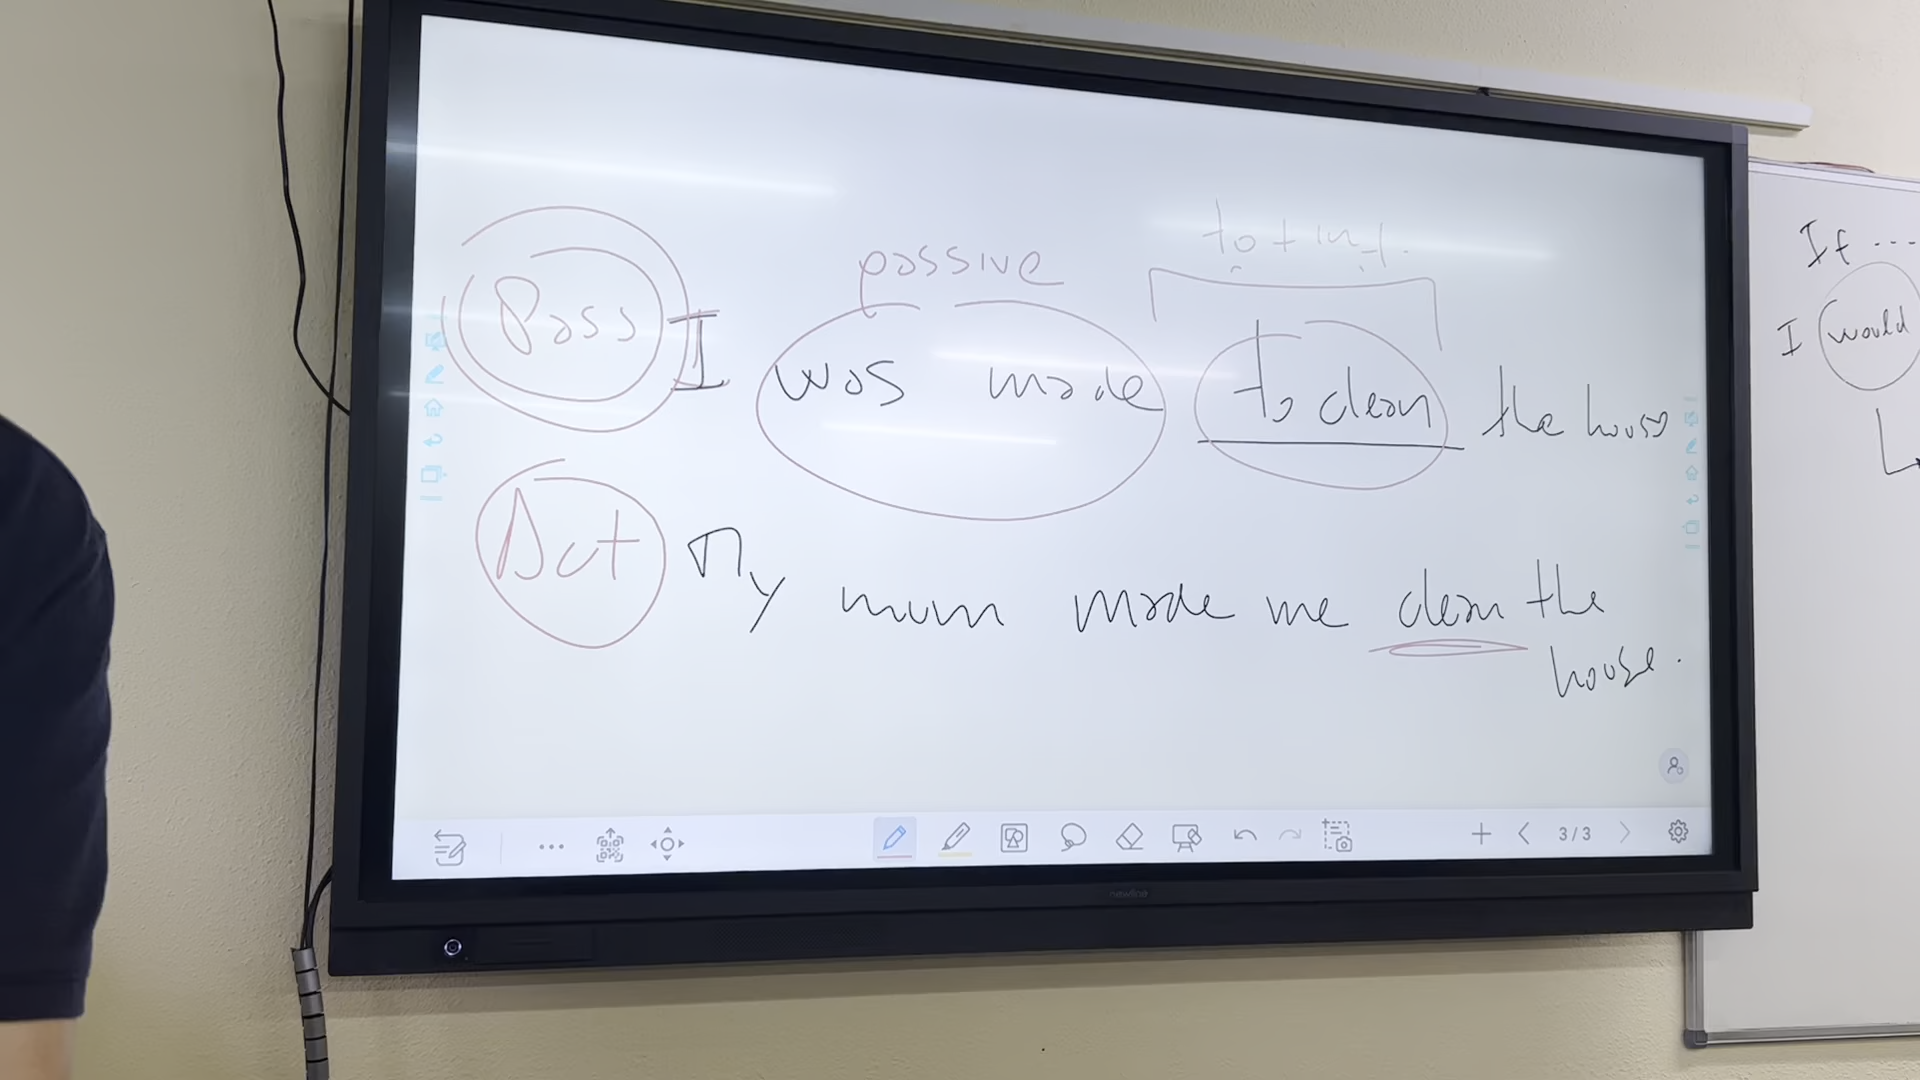 passive
to + inf.
Pass I was made to clean the house
Act My mum made me clean the
house.
3/3
newline
If ...
I would